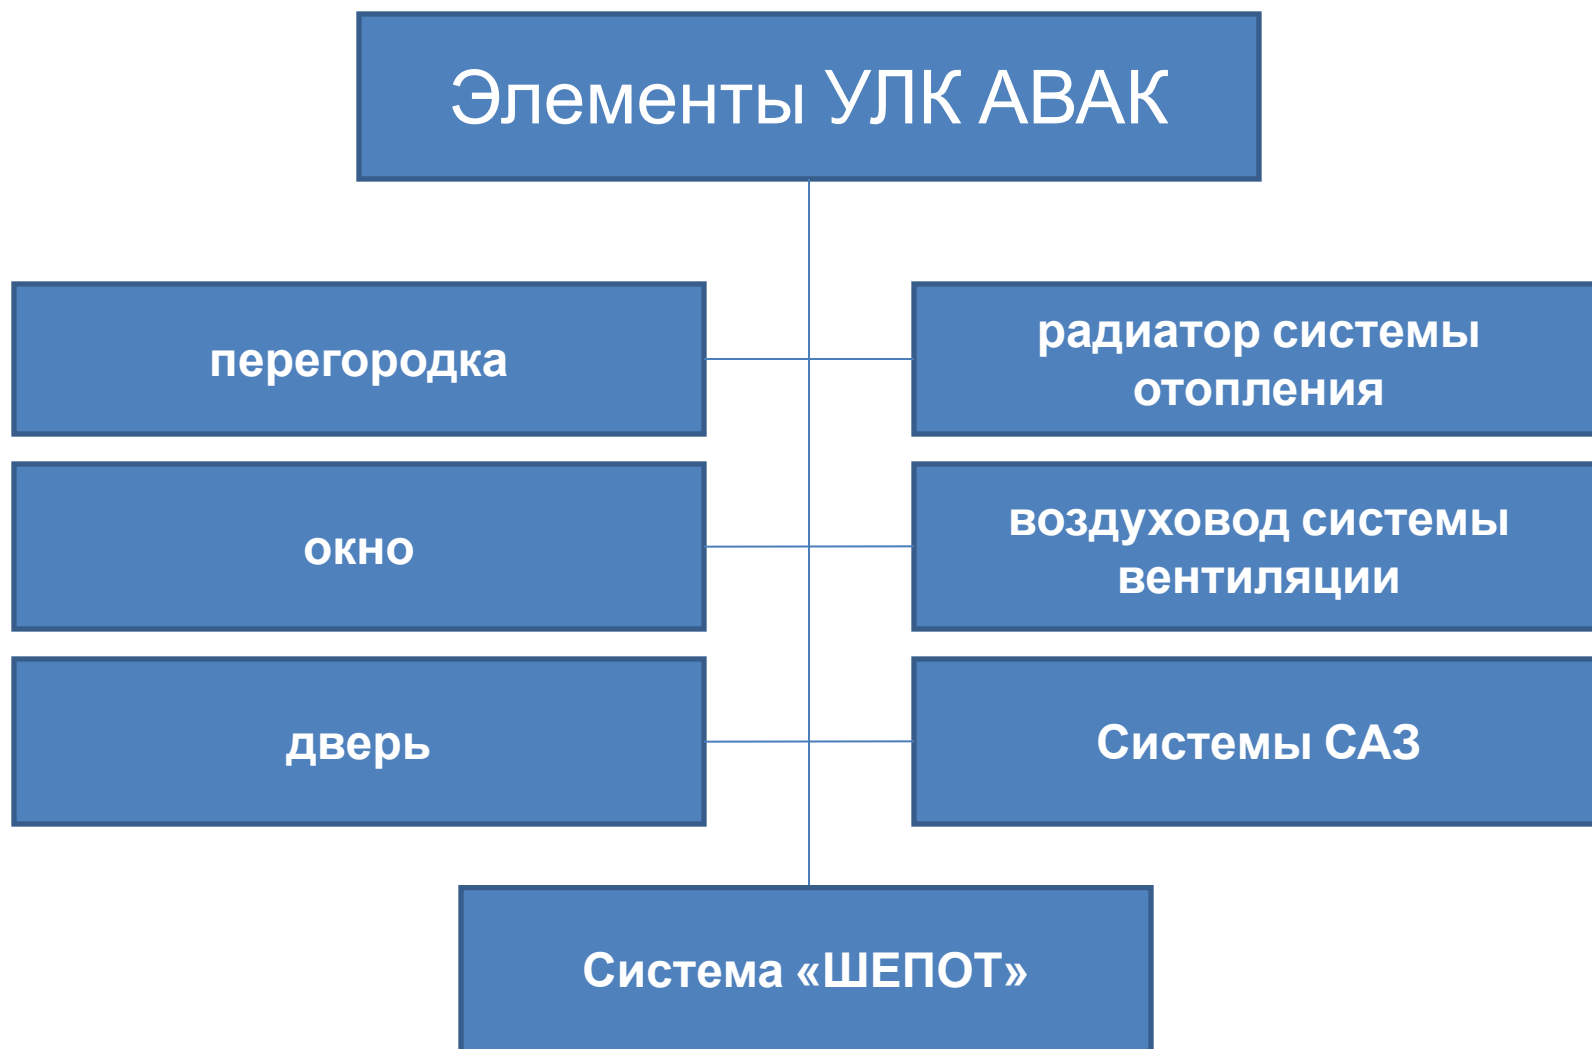 Элементы УЛК АВАК
перегородка
радиатор системы
отопления
окно
воздуховод системы
вентиляции
дверь
Системы САЗ
Система «ШЕПОТ»